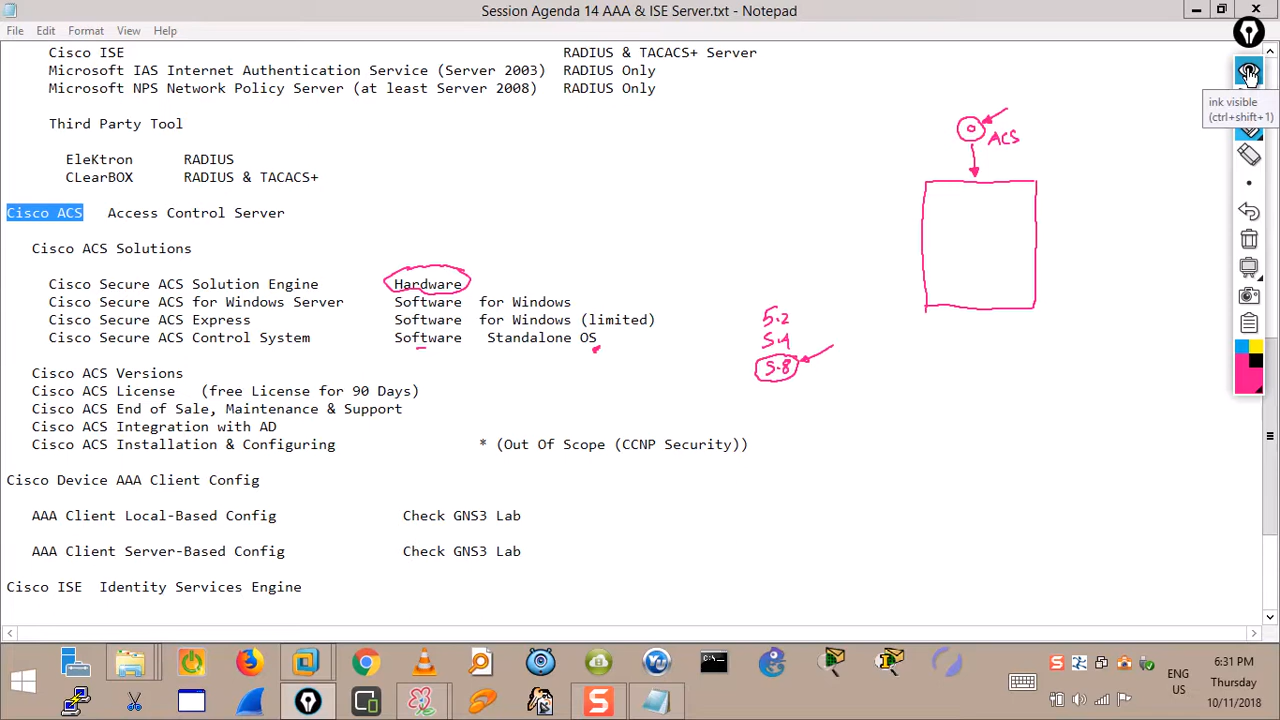 Session Agenda 14 AAA & ISE Server.txt - Notepad
File Edit Format View Help
Cisco ISE RADIUS & TACACS+ Server
Microsoft IAS Internet Authentication Service (Server 2003) RADIUS Only
Microsoft NPS Network Policy Server (at least Server 2008) RADIUS Only
ink visible
(ctrl+shift+1)
Third Party Tool
ACS
EleKtron RADIUS
CLearBOX RADIUS & TACACS+
Cisco ACS Access Control Server
Cisco ACS Solutions
Cisco Secure ACS Solution Engine Hardware
Cisco Secure ACS for Windows Server Software for Windows
Cisco Secure ACS Express Software for Windows (limited)
5.2
Cisco Secure ACS Control System Software Standalone OS
5.4
5.8
Cisco ACS Versions
Cisco ACS License (free License for 90 Days)
Cisco ACS End of Sale, Maintenance & Support
Cisco ACS Integration with AD
Cisco ACS Installation & Configuring * (Out Of Scope (CCNP Security))
Cisco Device AAA Client Config
AAA Client Local-Based Config Check GNS3 Lab
AAA Client Server-Based Config Check GNS3 Lab
Cisco ISE Identity Services Engine
ENG
US
6:31 PM
Thursday
10/11/2018